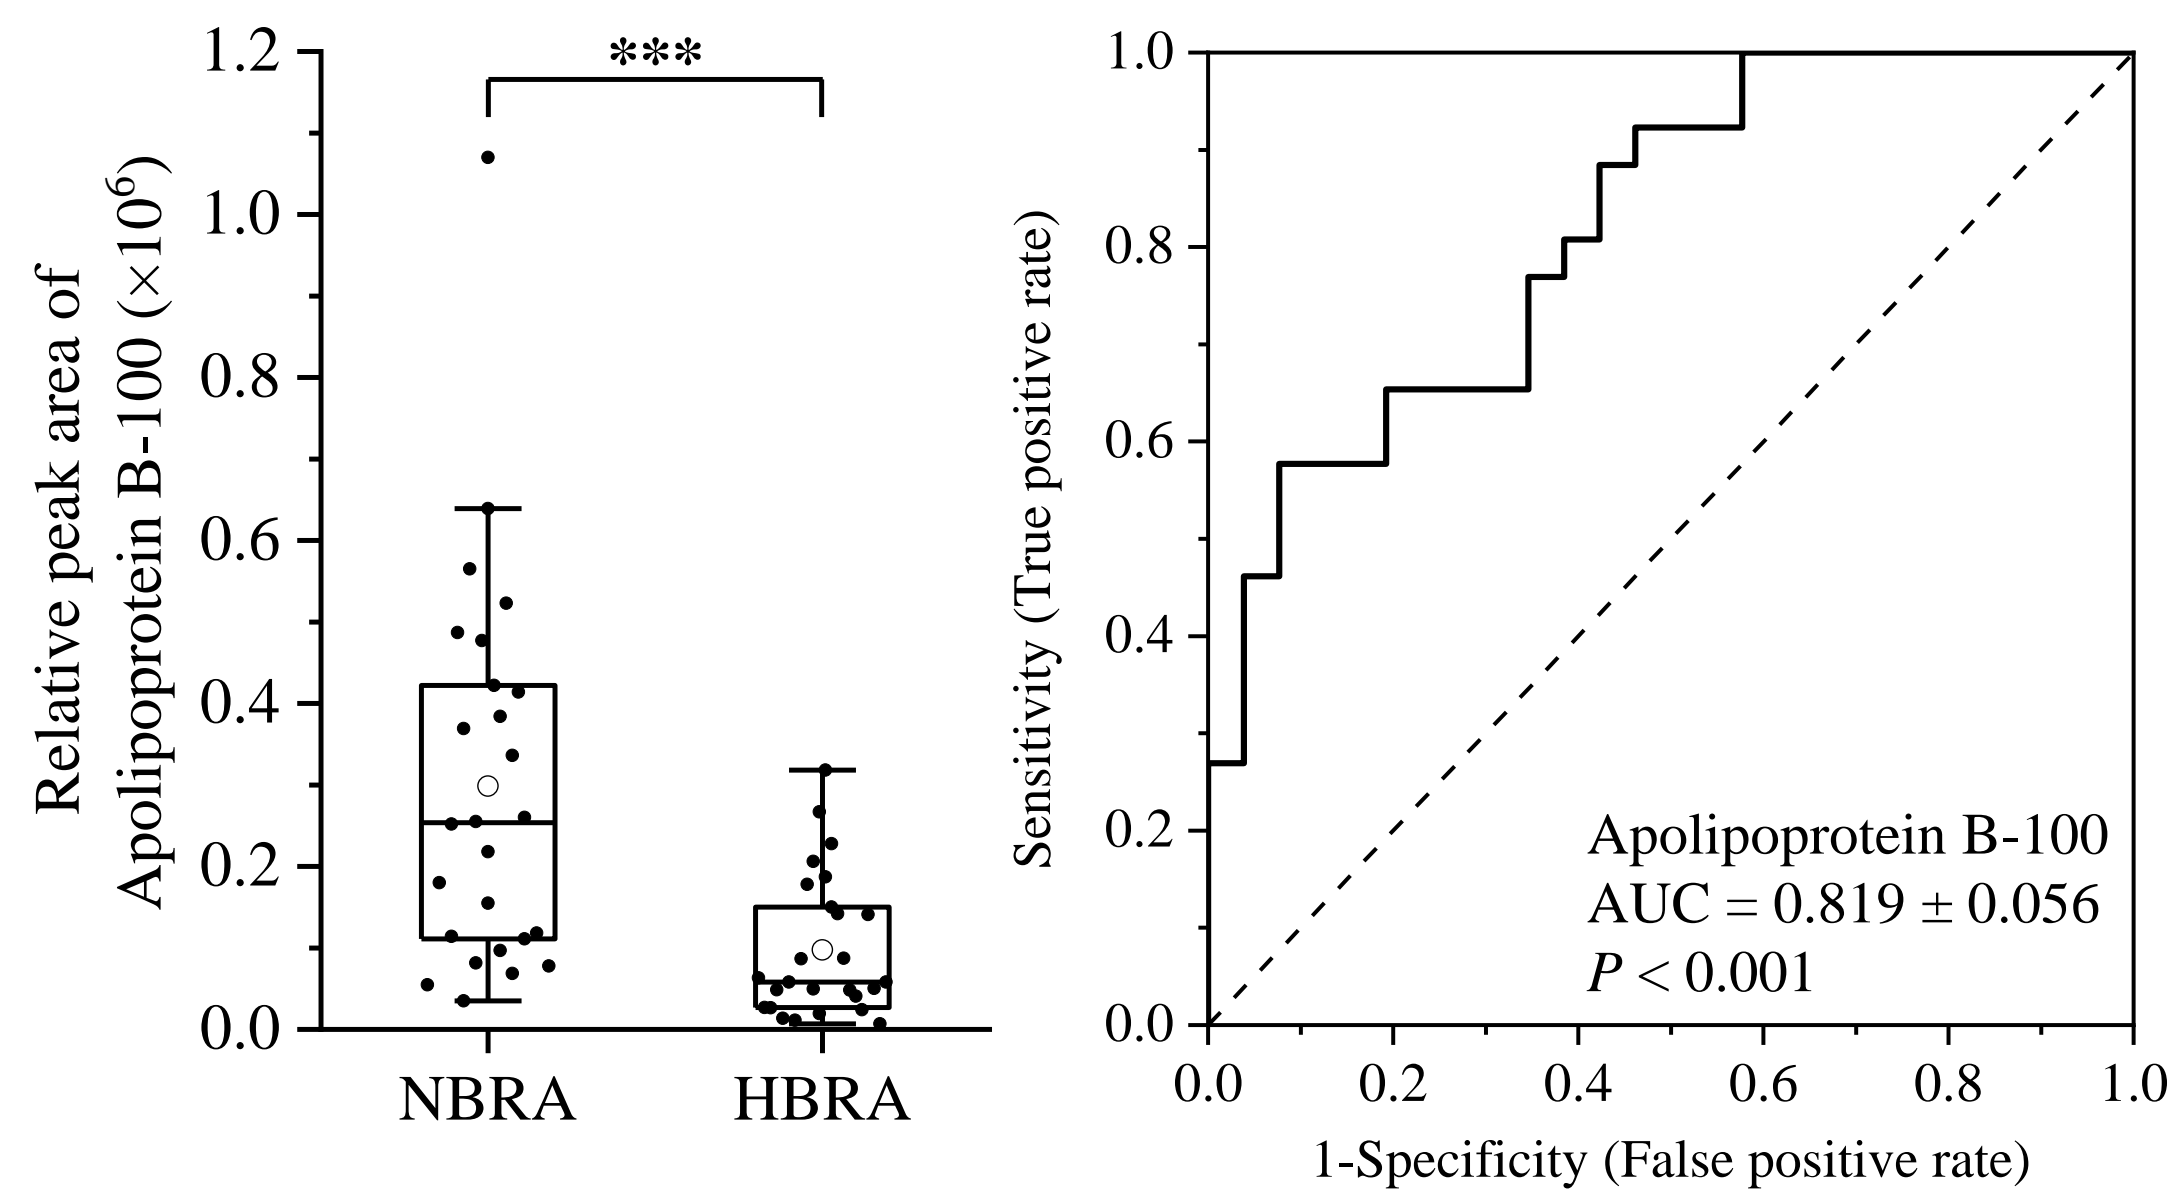 Relative peak area of
Apolipoprotein B-100 (×10⁶)
1.2
1.0
0.8
0.6
0.4
0.2
0.0
***
NBRA
HBRA
Sensitivity (True positive rate)
1.0
0.8
0.6
0.4
0.2
0.0
Apolipoprotein B-100
AUC = 0.819 ± 0.056
P < 0.001
0.0 0.2 0.4 0.6 0.8 1.0
1-Specificity (False positive rate)